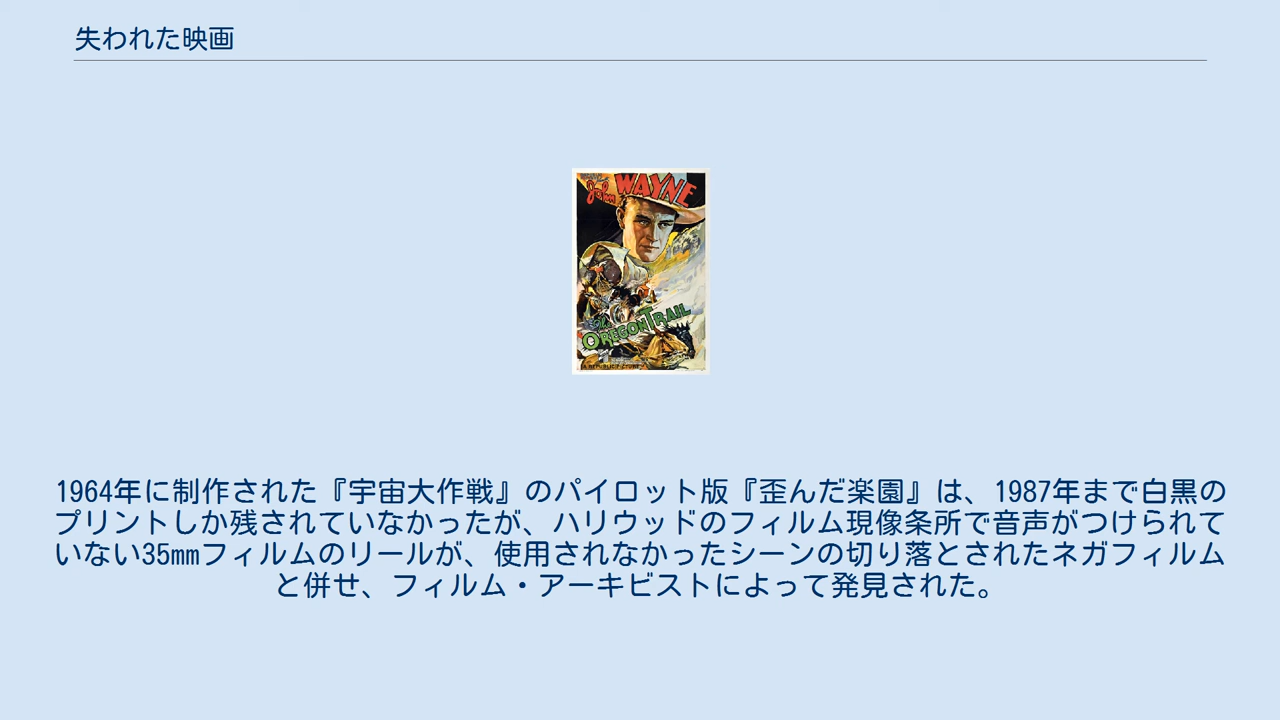 失われた映画
John WAYNE
The OREGON TRAIL
A REPUBLIC PICTURE
1964年に制作された『宇宙大作戦』のパイロット版『歪んだ楽園』は、1987年まで白黒の
プリントしか残されていなかったが、ハリウッドのフィルム現像条所で音声がつけられて
いない35㎜フィルムのリールが、使用されなかったシーンの切り落とされたネガフィルム
と併せ、フィルム・アーキビストによって発見された。